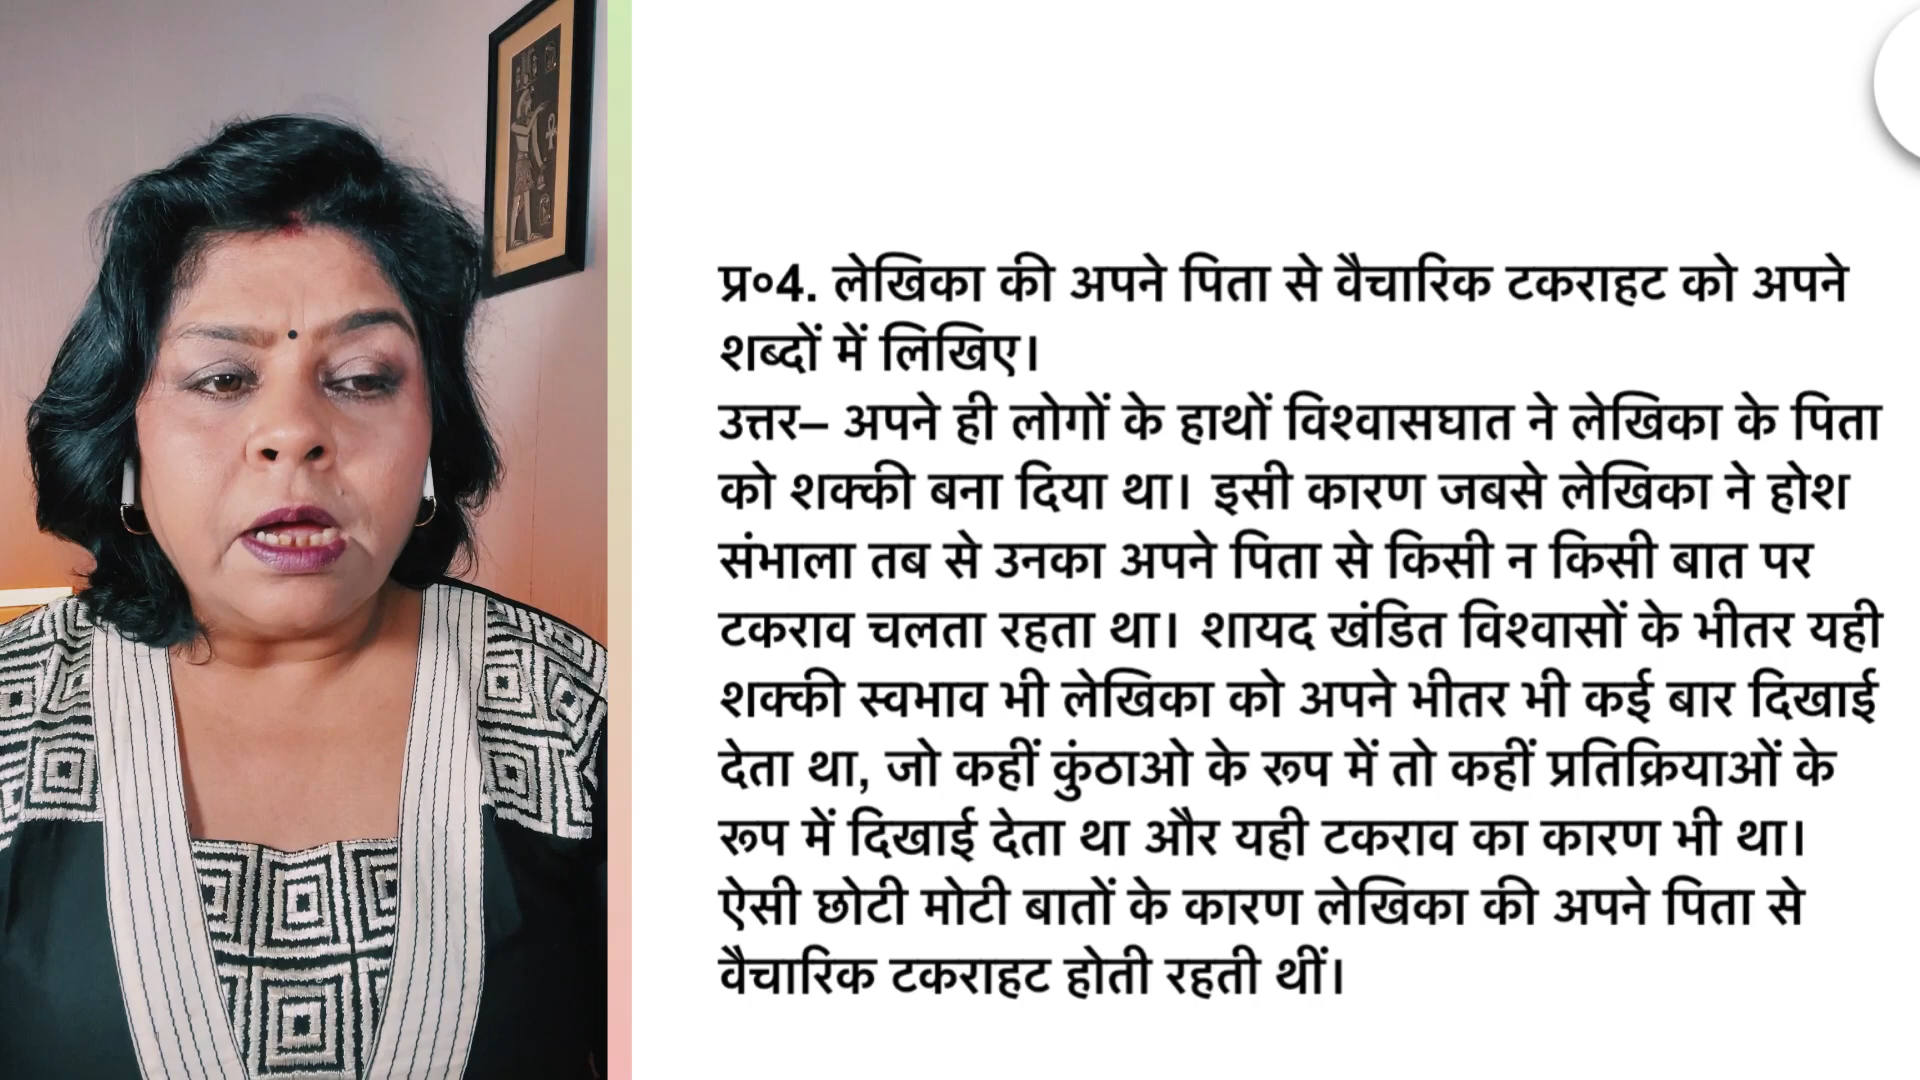 प्र०4. लेखिका की अपने पिता से वैचारिक टकराहट को अपने
शब्दों में लिखिए।
उत्तर– अपने ही लोगों के हाथों विश्वासघात ने लेखिका के पिता
को शक्की बना दिया था। इसी कारण जबसे लेखिका ने होश
संभाला तब से उनका अपने पिता से किसी न किसी बात पर
टकराव चलता रहता था। शायद खंडित विश्वासों के भीतर यही
शक्की स्वभाव भी लेखिका को अपने भीतर भी कई बार दिखाई
देता था, जो कहीं कुंठाओ के रूप में तो कहीं प्रतिक्रियाओं के
रूप में दिखाई देता था और यही टकराव का कारण भी था।
ऐसी छोटी मोटी बातों के कारण लेखिका की अपने पिता से
वैचारिक टकराहट होती रहती थीं।